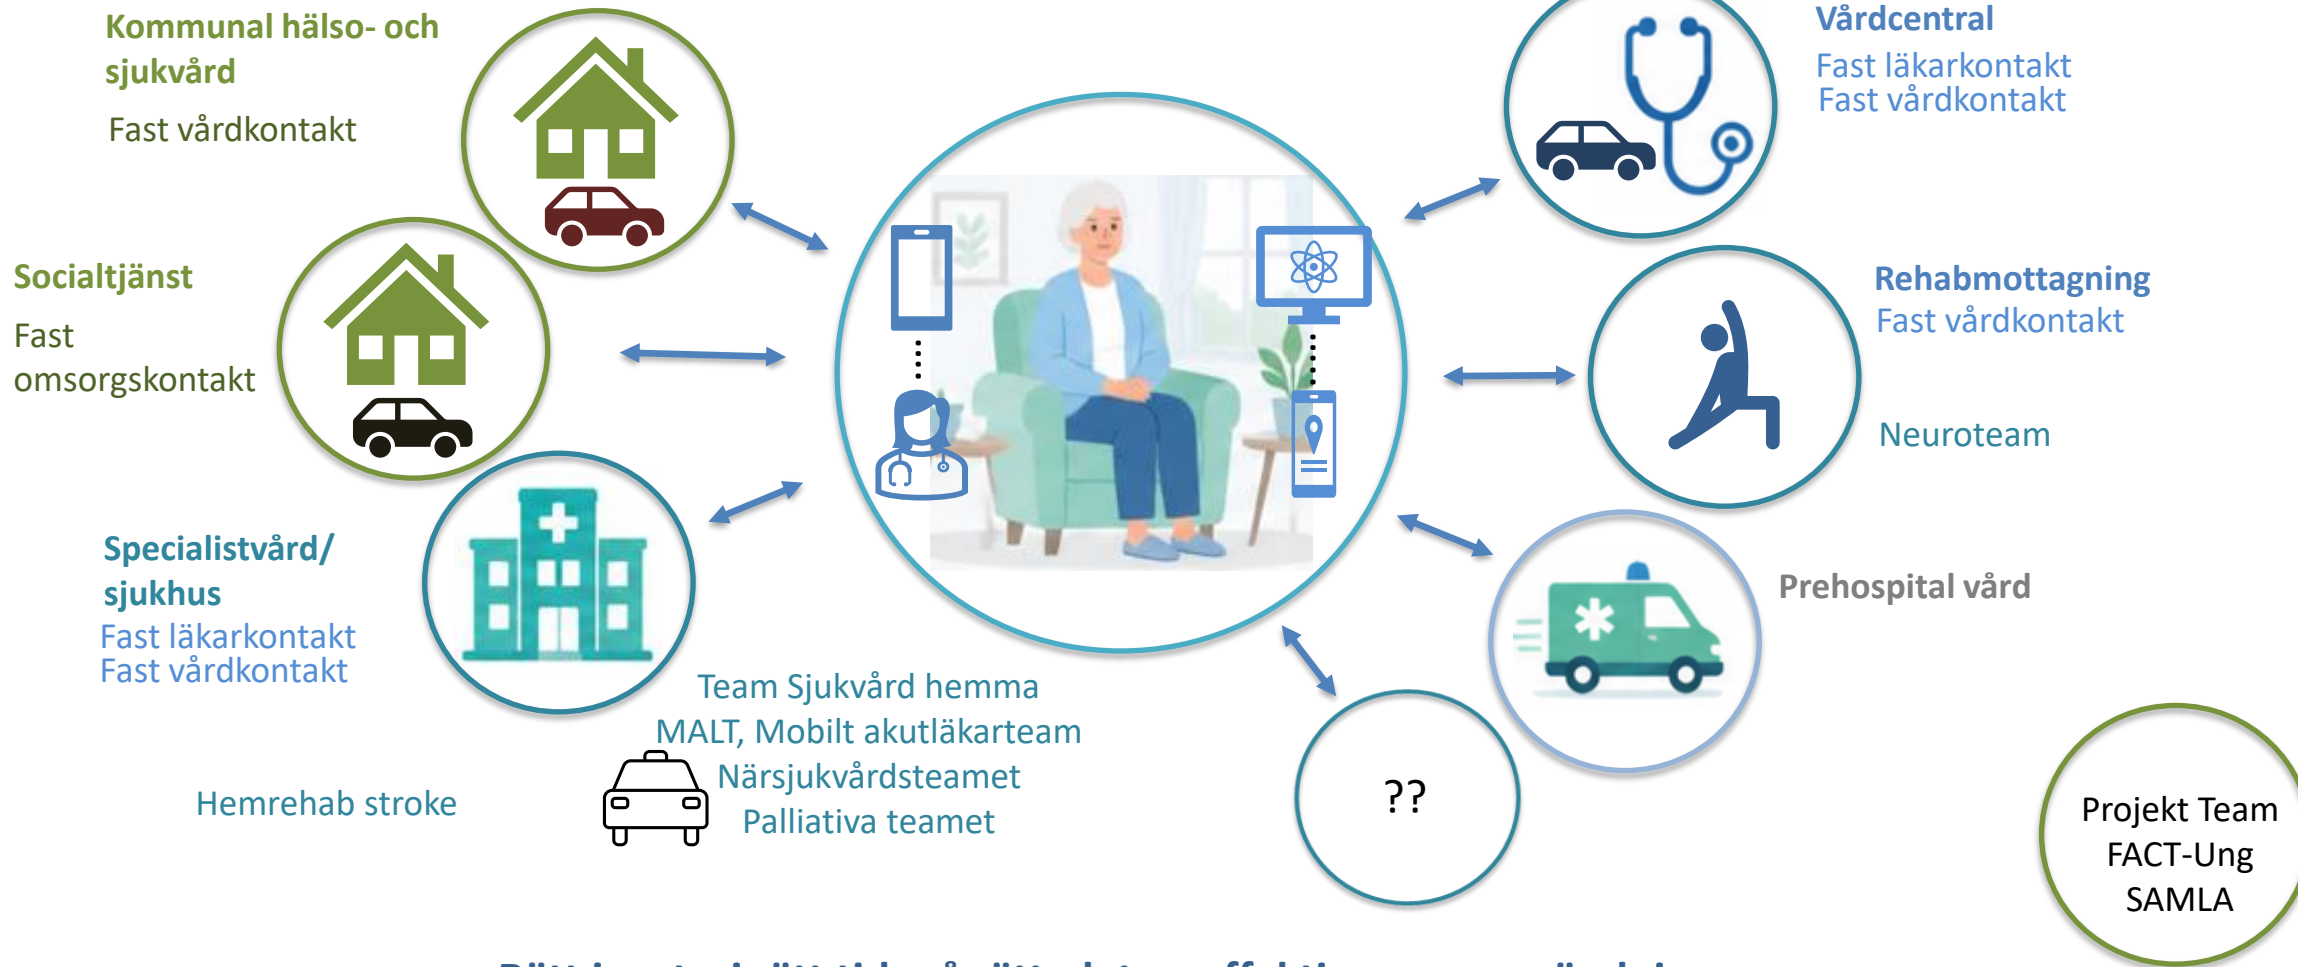 Kommunal hälso- och
sjukvård
Fast vårdkontakt
Socialtjänst
Fast
omsorgskontakt
Specialistvård/
sjukhus
Fast läkarkontakt
Fast vårdkontakt
Hemrehab stroke
Team Sjukvård hemma
MALT, Mobilt akutläkarteam
Närsjukvårdsteamet
Palliativa teamet
Vårdcentral
Fast läkarkontakt
Fast vårdkontakt
Rehabmottagning
Fast vårdkontakt
Neuroteam
Prehospital vård
??
Projekt Team
FACT-Ung
SAMLA